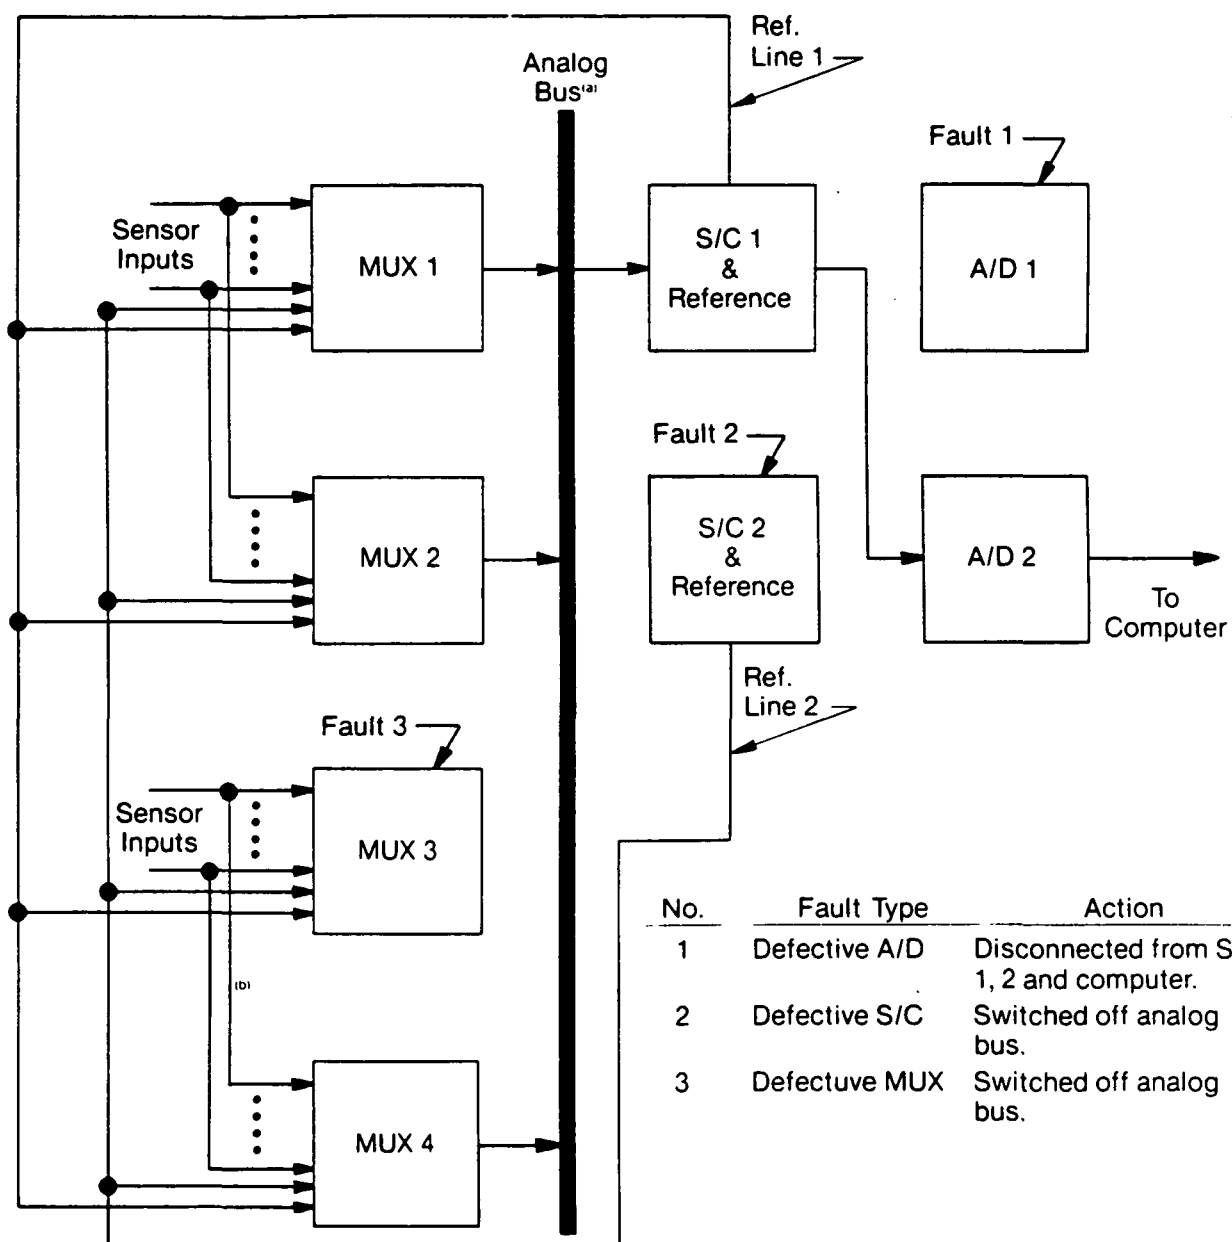 Ref.
Line 1
Analog
Bus(a)
Fault 1
Sensor
Inputs
MUX 1
S/C 1
&
Reference
A/D 1
Fault 2
MUX 2
S/C 2
&
Reference
A/D 2
To
Computer
Ref.
Line 2
Fault 3
Sensor
Inputs
MUX 3
(b)
MUX 4
No. Fault Type Action
1 Defective A/D Disconnected from S
1, 2 and computer.
2 Defective S/C Switched off analog
bus.
3 Defectuve MUX Switched off analog
bus.